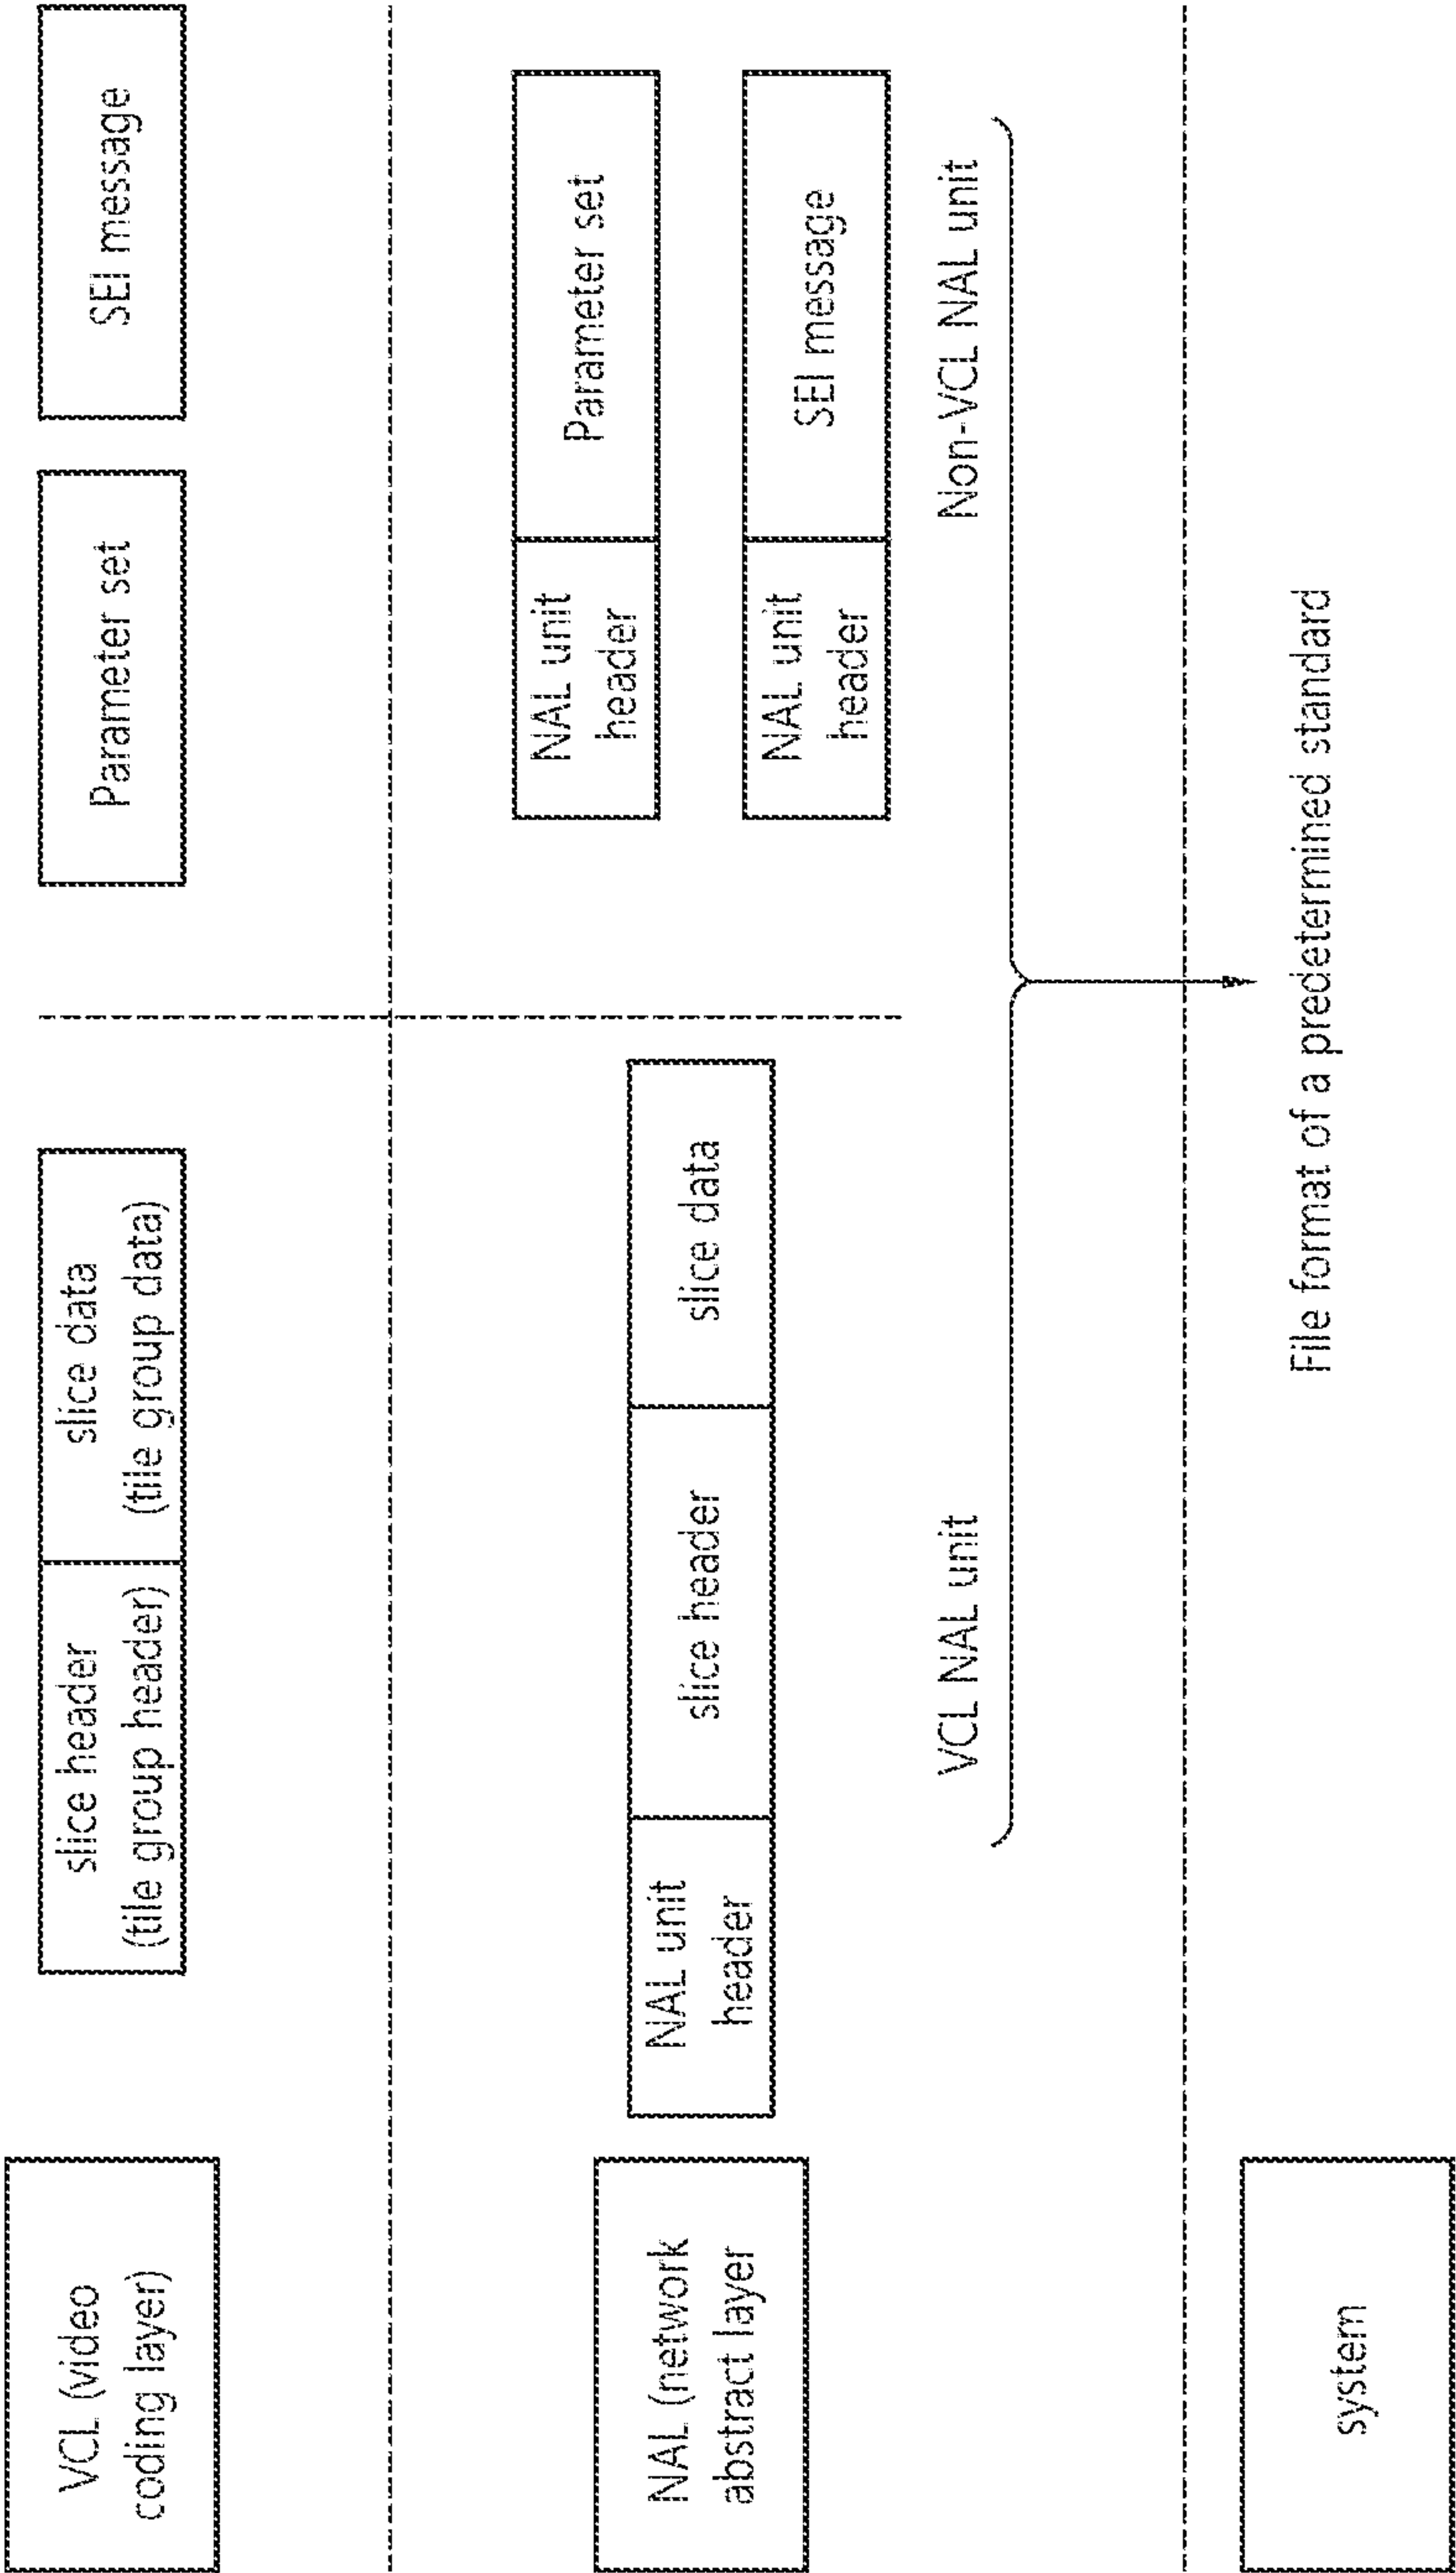 VCL (video
coding layer)
slice header
(tile group header)
slice data
(tile group data)
Parameter set
SEI message
NAL (network
abstract layer
NAL unit
header
slice header
slice data
NAL unit
header
Parameter set
NAL unit
header
SEI message
VCL NAL unit
Non-VCL NAL unit
system
File format of a predetermined standard